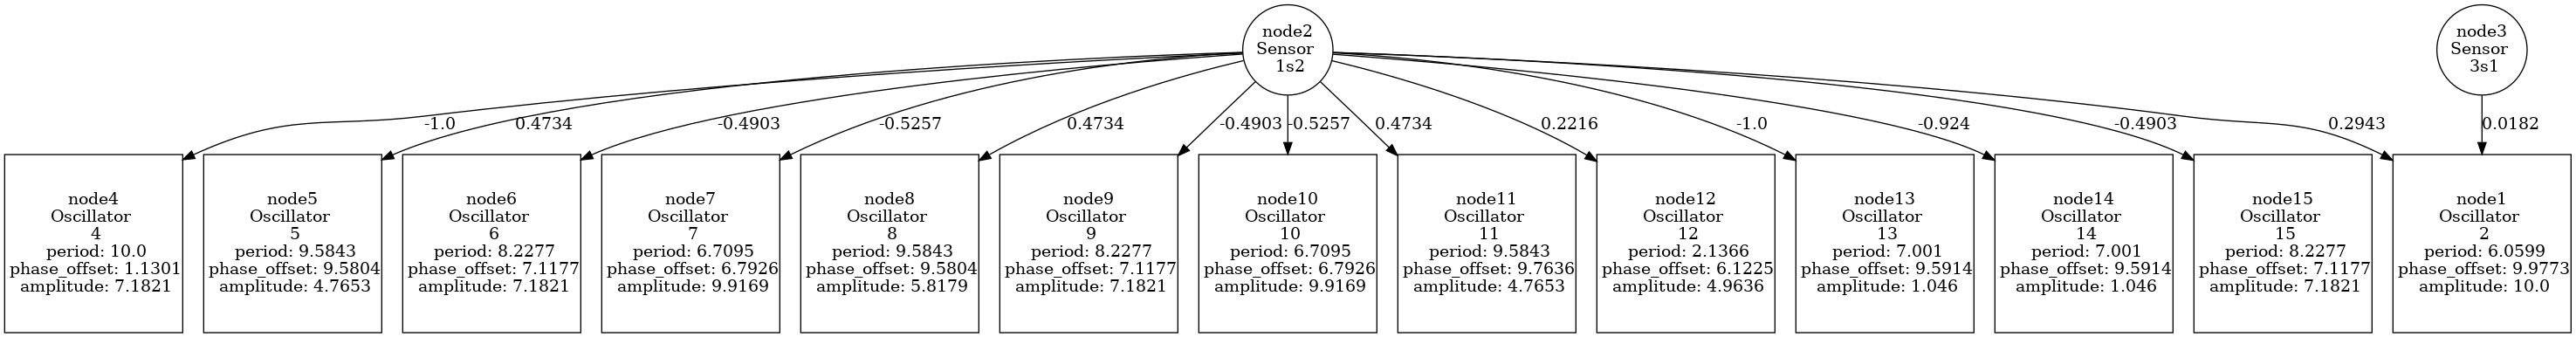 node2
Sensor
1s2
node3
Sensor
3s1
-1.0
0.4734
-0.4903
-0.5257
0.4734
-0.4903
-0.5257
0.4734
0.2216
-1.0
-0.924
-0.4903
0.2943
0.0182
node4
Oscillator
4
period: 10.0
phase_offset: 1.1301
amplitude: 7.1821
node5
Oscillator
5
period: 9.5843
phase_offset: 9.5804
amplitude: 4.7653
node6
Oscillator
6
period: 8.2277
phase_offset: 7.1177
amplitude: 7.1821
node7
Oscillator
7
period: 6.7095
phase_offset: 6.7926
amplitude: 9.9169
node8
Oscillator
8
period: 9.5843
phase_offset: 9.5804
amplitude: 5.8179
node9
Oscillator
9
period: 8.2277
phase_offset: 7.1177
amplitude: 7.1821
node10
Oscillator
10
period: 6.7095
phase_offset: 6.7926
amplitude: 9.9169
node11
Oscillator
11
period: 9.5843
phase_offset: 9.7636
amplitude: 4.7653
node12
Oscillator
12
period: 2.1366
phase_offset: 6.1225
amplitude: 4.9636
node13
Oscillator
13
period: 7.001
phase_offset: 9.5914
amplitude: 1.046
node14
Oscillator
14
period: 7.001
phase_offset: 9.5914
amplitude: 1.046
node15
Oscillator
15
period: 8.2277
phase_offset: 7.1177
amplitude: 7.1821
node1
Oscillator
2
period: 6.0599
phase_offset: 9.9773
amplitude: 10.0